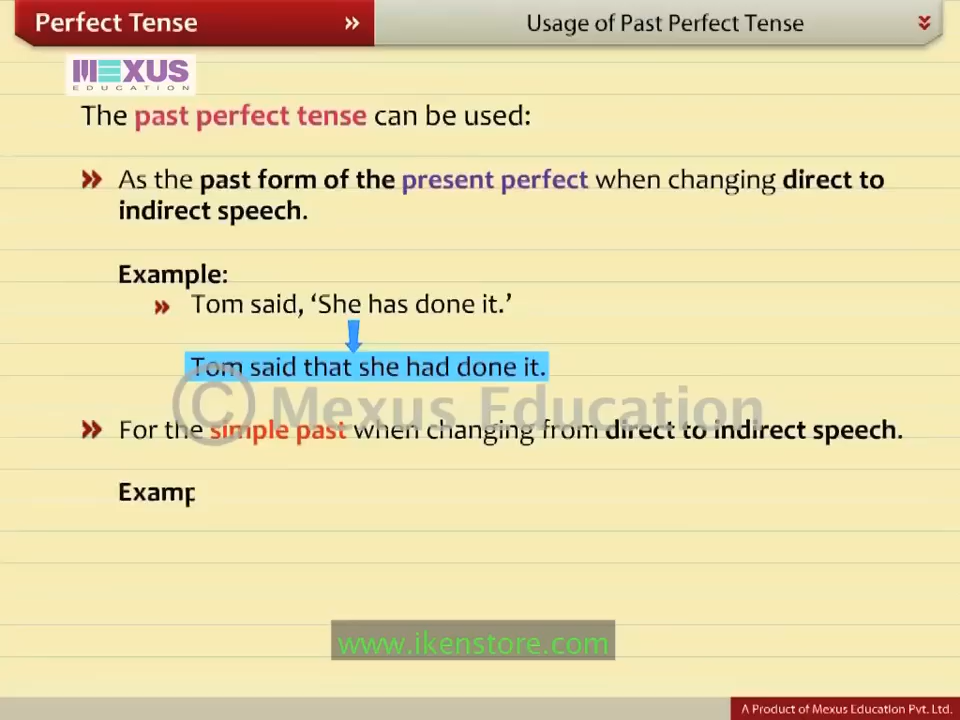 Perfect Tense »
Usage of Past Perfect Tense
MEXUS
EDUCATION
The past perfect tense can be used:
» As the past form of the present perfect when changing direct to
indirect speech.
Example:
» Tom said, ‘She has done it.’
Tom said that she had done it.
© Mexus Education
» For the simple past when changing from direct to indirect speech.
Examp
www.ikenstore.com
A Product of Mexus Education Pvt. Ltd.